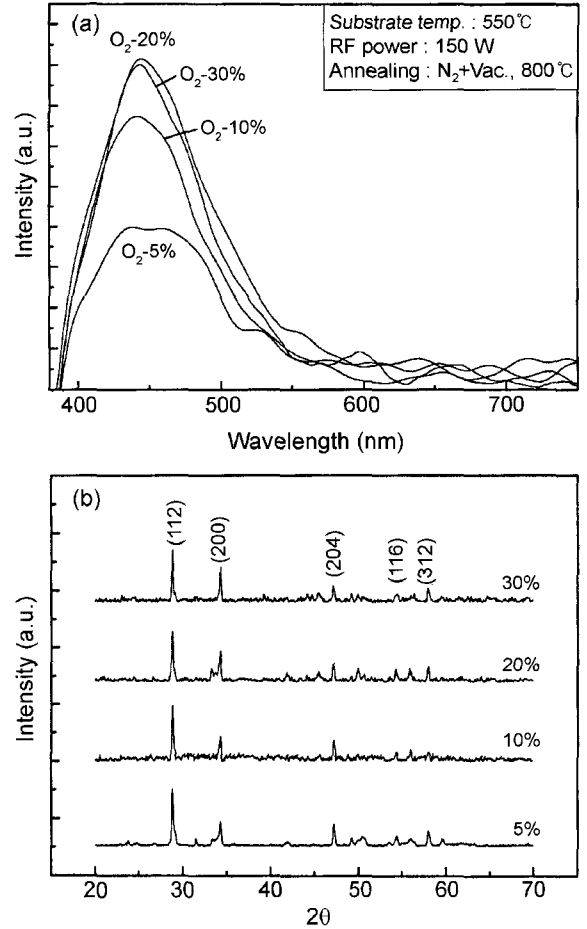 (a)
Substrate temp. : 550℃
RF power : 150 W
Annealing : N₂+Vac., 800℃
O₂-20%
O₂-30%
O₂-10%
O₂-5%
Intensity (a.u.)
400 500 600 700
Wavelength (nm)
(b)
(112)
(200)
(204)
(116)
(312)
30%
20%
10%
5%
Intensity (a.u.)
20 30 40 50 60 70
2θ